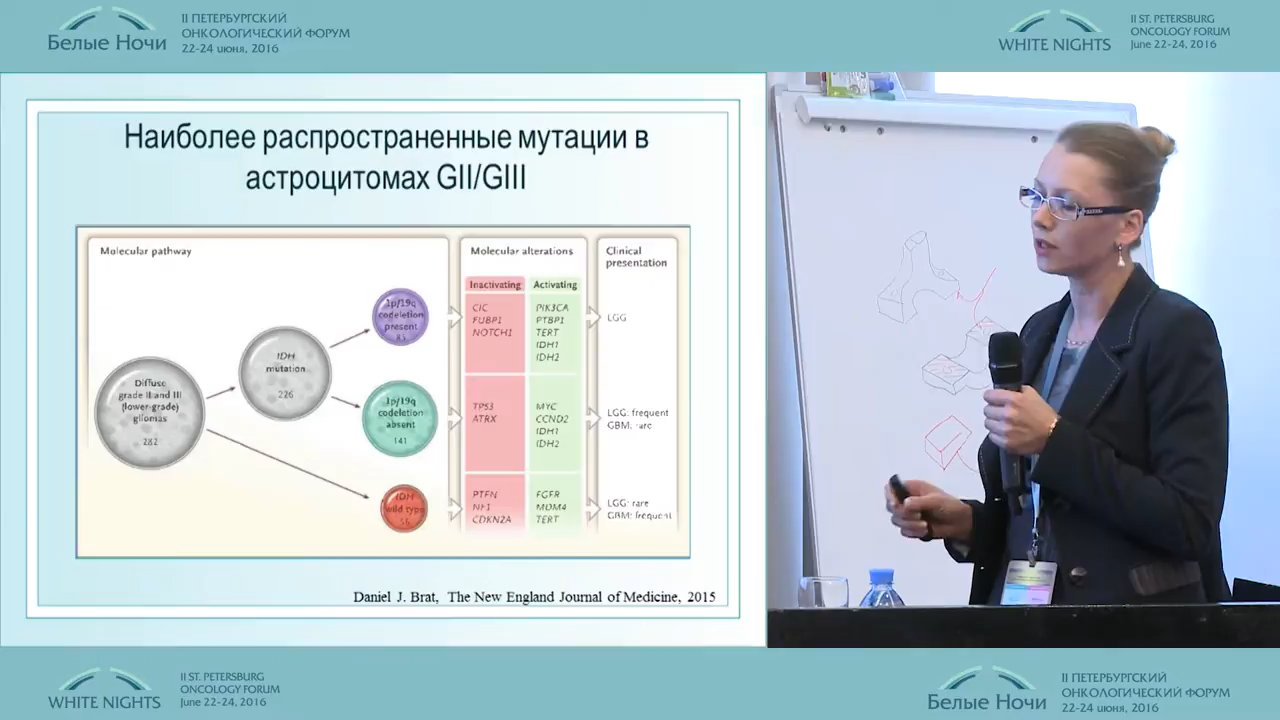 Белые Ночи
II ПЕТЕРБУРГСКИЙ
ОНКОЛОГИЧЕСКИЙ ФОРУМ
22-24 июня, 2016
WHITE NIGHTS
II ST. PETERSBURG
ONCOLOGY FORUM
June 22-24, 2016
Наиболее распространенные мутации в
астроцитомах GII/GIII
Molecular pathway
Molecular alterations
Clinical
presentation
Inactivating
Activating
Diffuse
grade II and III
(lower-grade)
gliomas
282
IDH
mutation
226
1p/19q
codeletion
present
85
1p/19q
codeletion
absent
141
IDH
wild type
56
CIC
FUBP1
NOTCH1
PIK3CA
PTBP1
TERT
IDH1
IDH2
LGG
TP53
ATRX
MYC
CCND2
IDH1
IDH2
LGG: frequent
GBM: rare
PTEN
NF1
CDKN2A
FGFR
MDM4
TERT
LGG: rare
GBM: frequent
Daniel J. Brat, The New England Journal of Medicine, 2015
WHITE NIGHTS
II ST. PETERSBURG
ONCOLOGY FORUM
June 22-24, 2016
Белые Ночи
II ПЕТЕРБУРГСКИЙ
ОНКОЛОГИЧЕСКИЙ ФОРУМ
22-24 июня, 2016